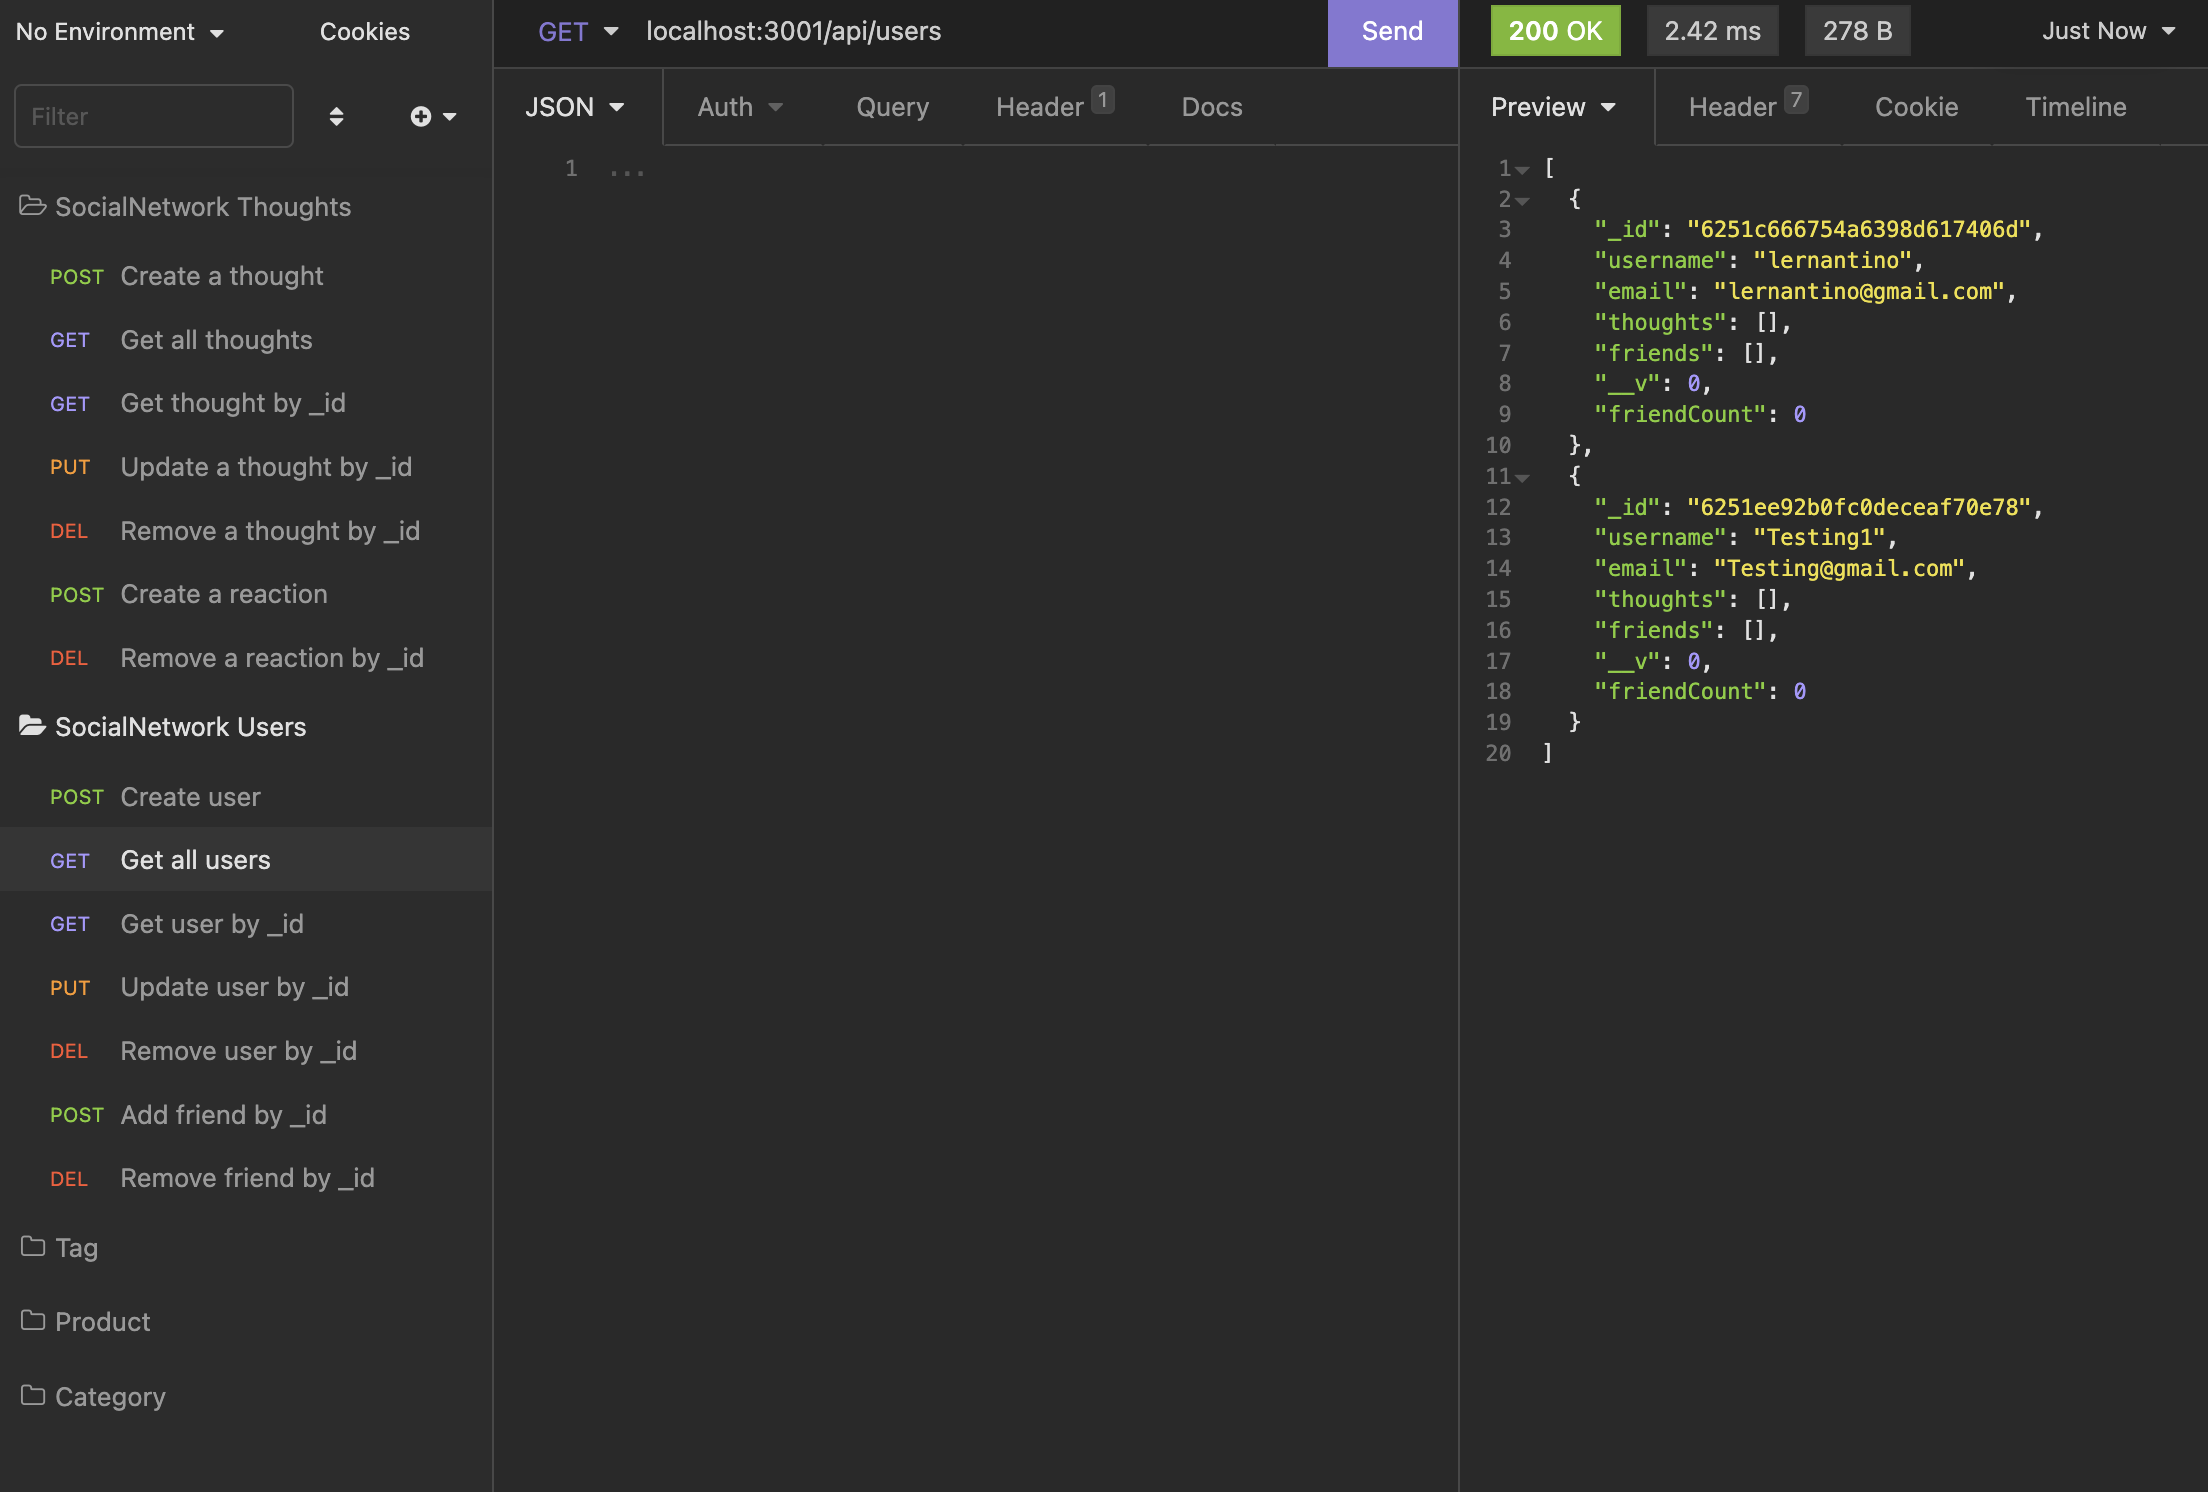 No Environment
Cookies
Filter
SocialNetwork Thoughts
POST Create a thought
GET Get all thoughts
GET Get thought by _id
PUT Update a thought by _id
DEL Remove a thought by _id
POST Create a reaction
DEL Remove a reaction by _id
SocialNetwork Users
POST Create user
GET Get all users
GET Get user by _id
PUT Update user by _id
DEL Remove user by _id
POST Add friend by _id
DEL Remove friend by _id
Tag
Product
Category
GET localhost:3001/api/users Send
JSON Auth Query Header 1 Docs
1 ...
200 OK 2.42 ms 278 B Just Now
Preview Header 7 Cookie Timeline
1 [
2 {
3 "_id": "6251c666754a6398d617406d",
4 "username": "lernantino",
5 "email": "lernantino@gmail.com",
6 "thoughts": [],
7 "friends": [],
8 "__v": 0,
9 "friendCount": 0
10 },
11 {
12 "_id": "6251ee92b0fc0deceaf70e78",
13 "username": "Testing1",
14 "email": "Testing@gmail.com",
15 "thoughts": [],
16 "friends": [],
17 "__v": 0,
18 "friendCount": 0
19 }
20 ]